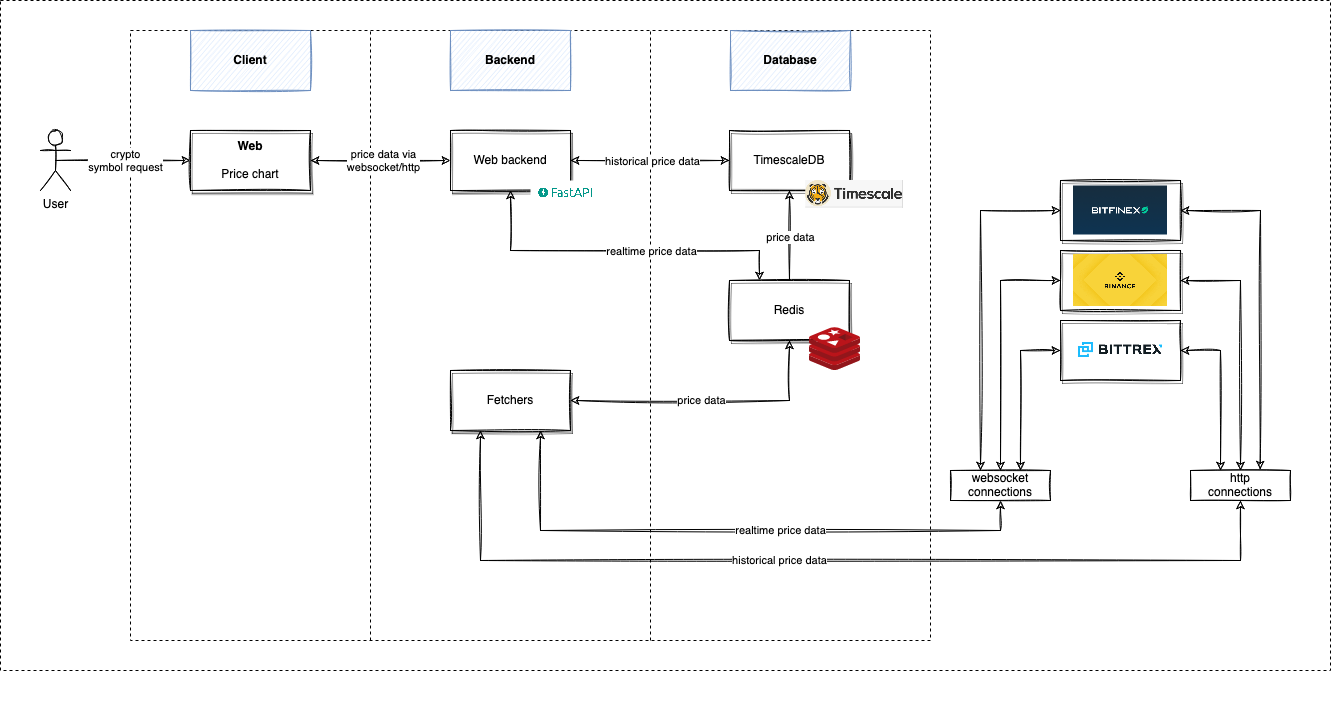 Client
Backend
Database
Web
Price chart
crypto
symbol request
User
price data via
websocket/http
Web backend
FastAPI
historical price data
TimescaleDB
Timescale
price data
realtime price data
Redis
Fetchers
price data
BITFINEX
BINANCE
BITTREX
websocket
connections
http
connections
realtime price data
historical price data